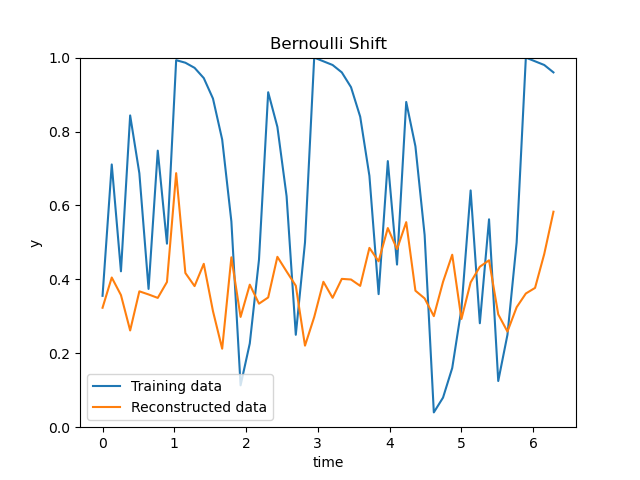 Bernoulli Shift
y
1.0
0.8
0.6
0.4
0.2
0.0
Training data
Reconstructed data
0 1 2 3 4 5 6
time